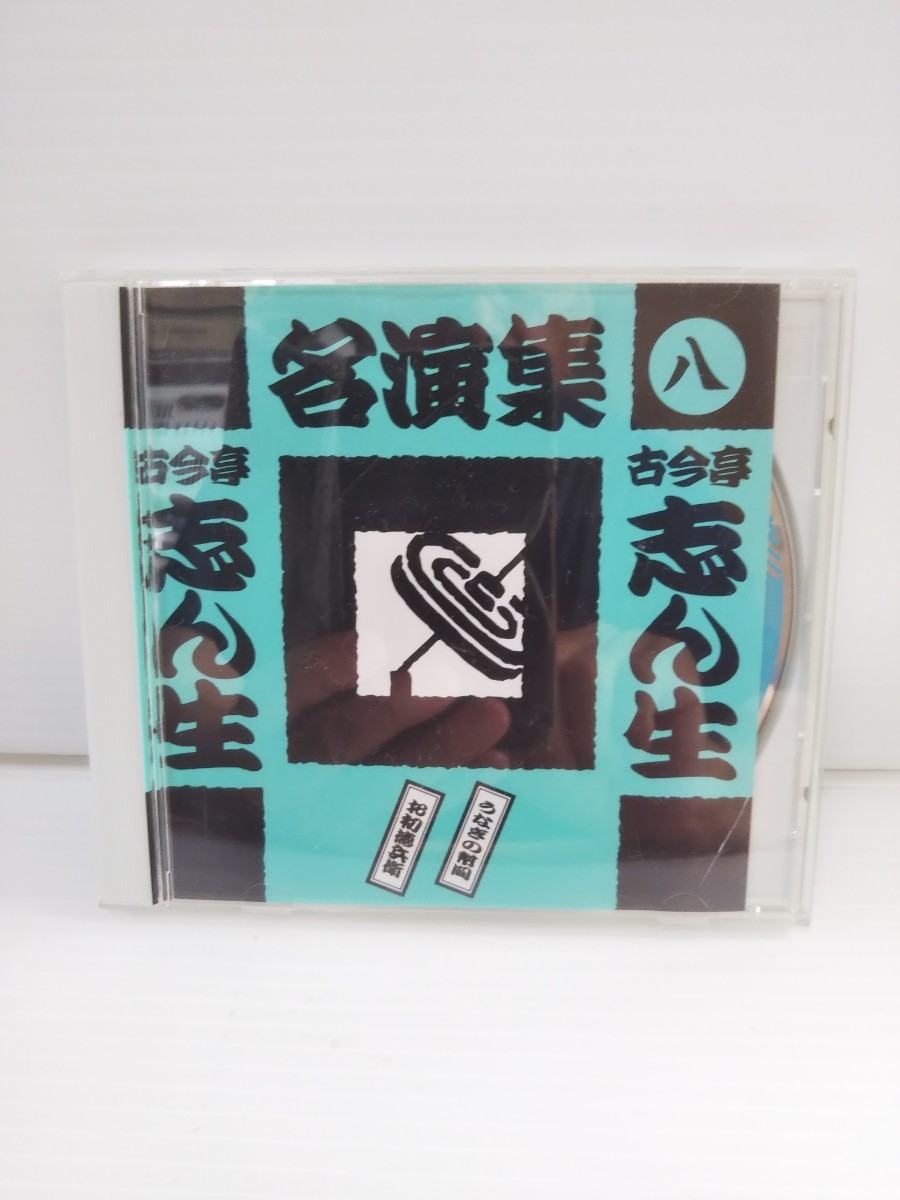 名演集
八
古今亭
志ん生
古今亭
志ん生
うなぎの幇間
お初徳兵衛